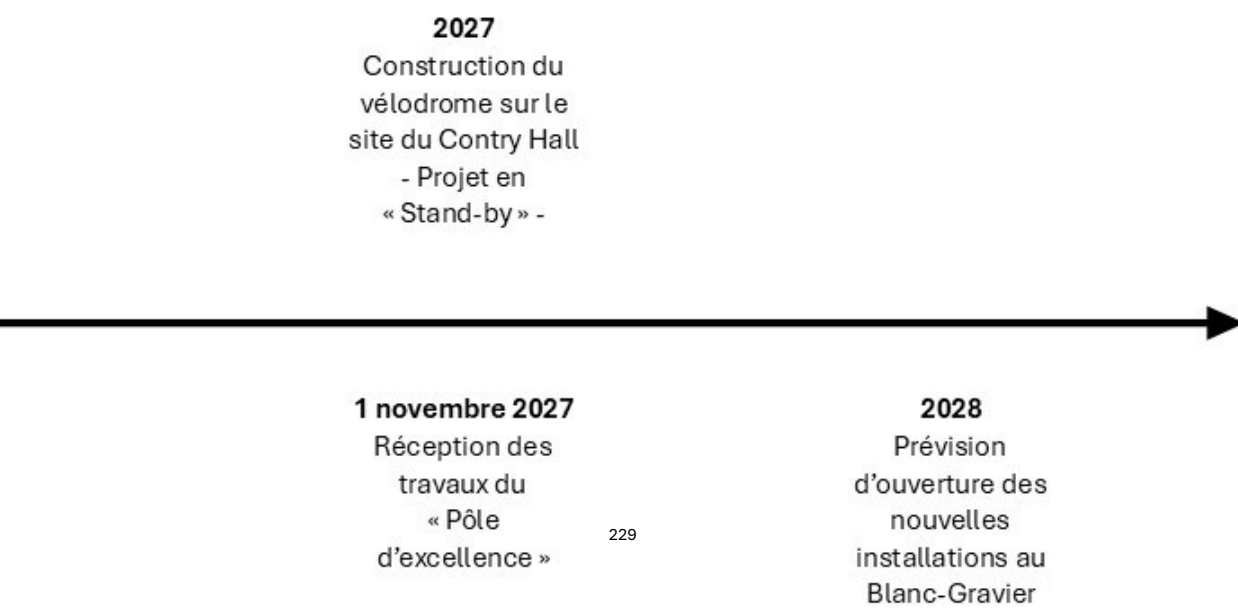 2027
Construction du
vélodrome sur le
site du Contry Hall
- Projet en
« Stand-by » -
1 novembre 2027
Réception des
travaux du
« Pôle
d’excellence »
229
2028
Prévision
d’ouverture des
nouvelles
installations au
Blanc-Gravier